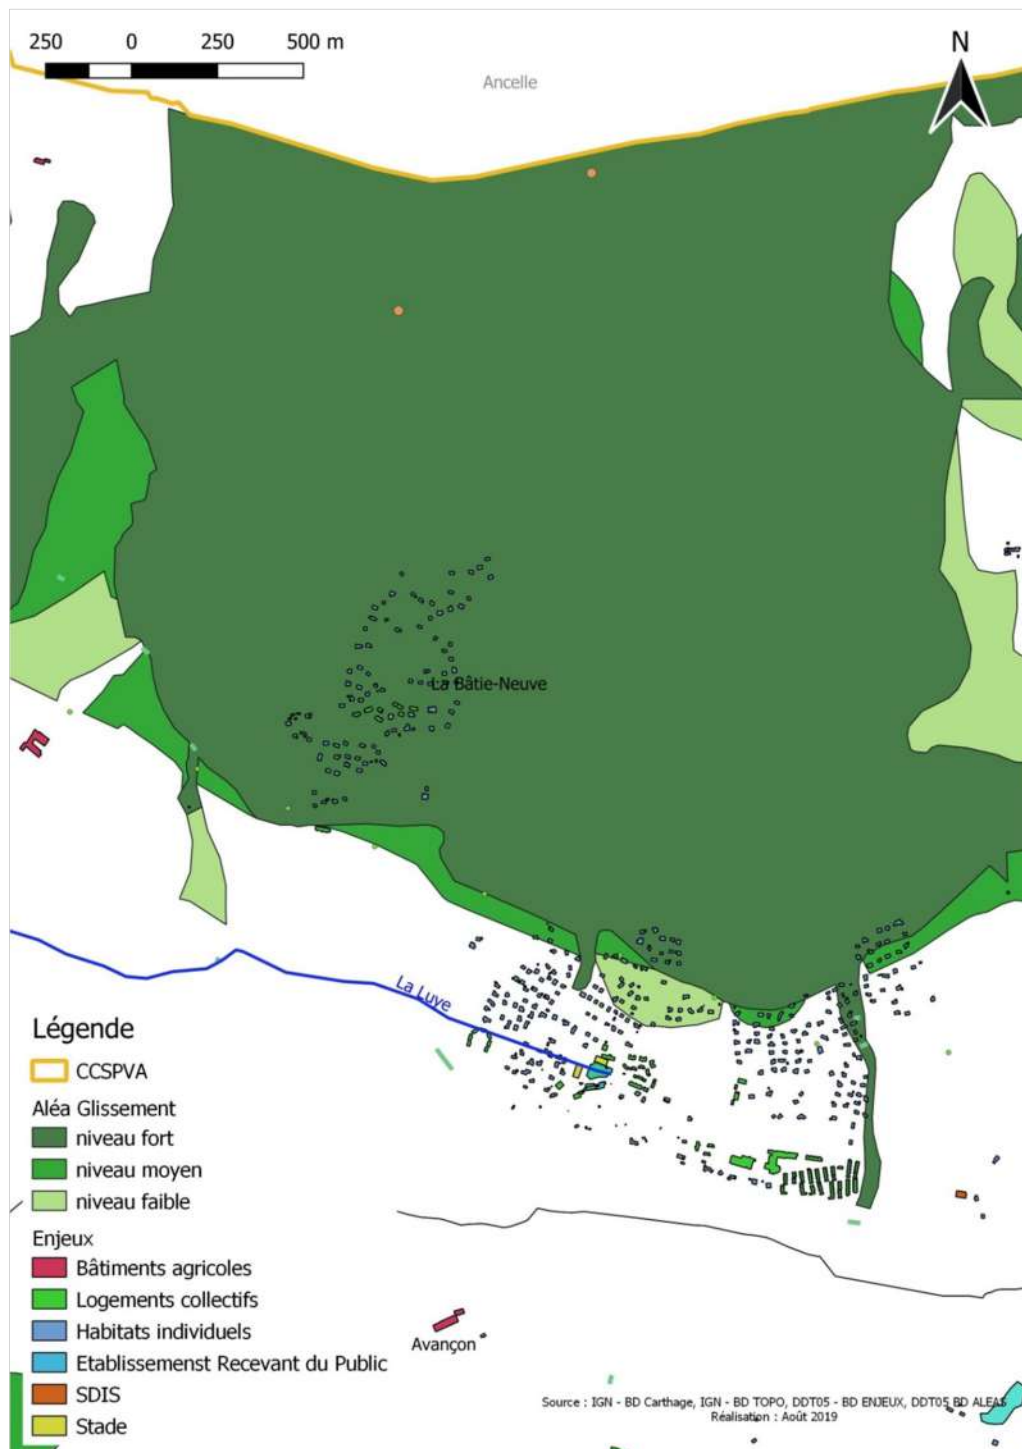 250 0 250 500 m
N
Ancelle
La Bâtie-Neuve
La Luye
Légende
CCSPVA
Aléa Glissement
niveau fort
niveau moyen
niveau faible
Enjeux
Bâtiments agricoles
Logements collectifs
Habitats individuels
Etablissemenst Recevant du Public
SDIS
Stade
Avançon
Source : IGN - BD Carthage, IGN - BD TOPO, DDT05 - BD ENJEUX, DDT05 BD ALEAS
Réalisation : Août 2019